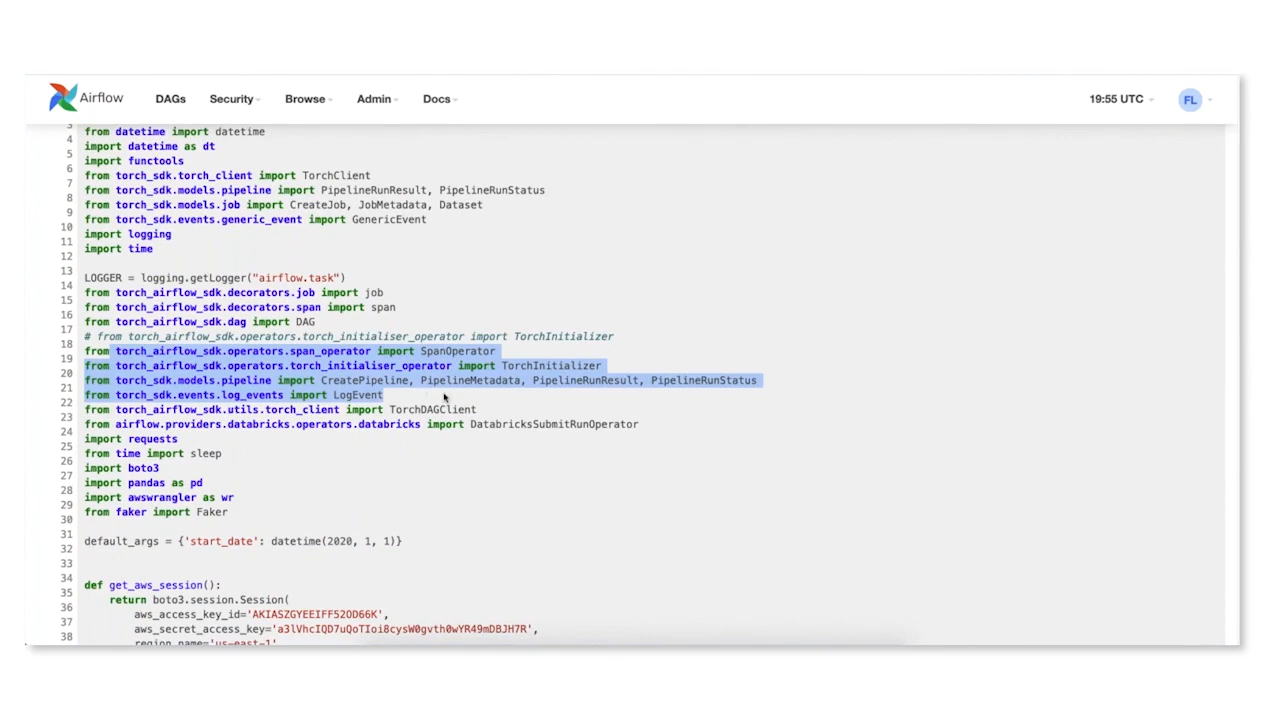 Airflow DAGs Security Browse Admin Docs 19:55 UTC FL
3 from datetime import datetime
4 import datetime as dt
5 import functools
6 from torch_sdk.torch_client import TorchClient
7 from torch_sdk.models.pipeline import PipelineRunResult, PipelineRunStatus
8 from torch_sdk.models.job import CreateJob, JobMetadata, Dataset
9 from torch_sdk.events.generic_event import GenericEvent
10 import logging
11 import time
12
13 LOGGER = logging.getLogger("airflow.task")
14 from torch_airflow_sdk.decorators.job import job
15 from torch_airflow_sdk.decorators.span import span
16 from torch_airflow_sdk.dag import DAG
17 # from torch_airflow_sdk.operators.torch_initialiser_operator import TorchInitializer
18 from torch_airflow_sdk.operators.span_operator import SpanOperator
19 from torch_airflow_sdk.operators.torch_initialiser_operator import TorchInitializer
20 from torch_sdk.models.pipeline import CreatePipeline, PipelineMetadata, PipelineRunResult, PipelineRunStatus
21 from torch_sdk.events.log_events import LogEvent
22 from torch_airflow_sdk.utils.torch_client import TorchDAGClient
23 from airflow.providers.databricks.operators.databricks import DatabricksSubmitRunOperator
24 import requests
25 from time import sleep
26 import boto3
27 import pandas as pd
28 import awswrangler as wr
29 from faker import Faker
30
31 default_args = {'start_date': datetime(2020, 1, 1)}
32
33
34 def get_aws_session():
35 return boto3.session.Session(
36 aws_access_key_id='AKIASZGYEEIFF52OD66K',
37 aws_secret_access_key='a3lVhcIQD7uQoTIoi8cysW0gvth0wYR49mDBJH7R',
38 region_name='us-east-1'